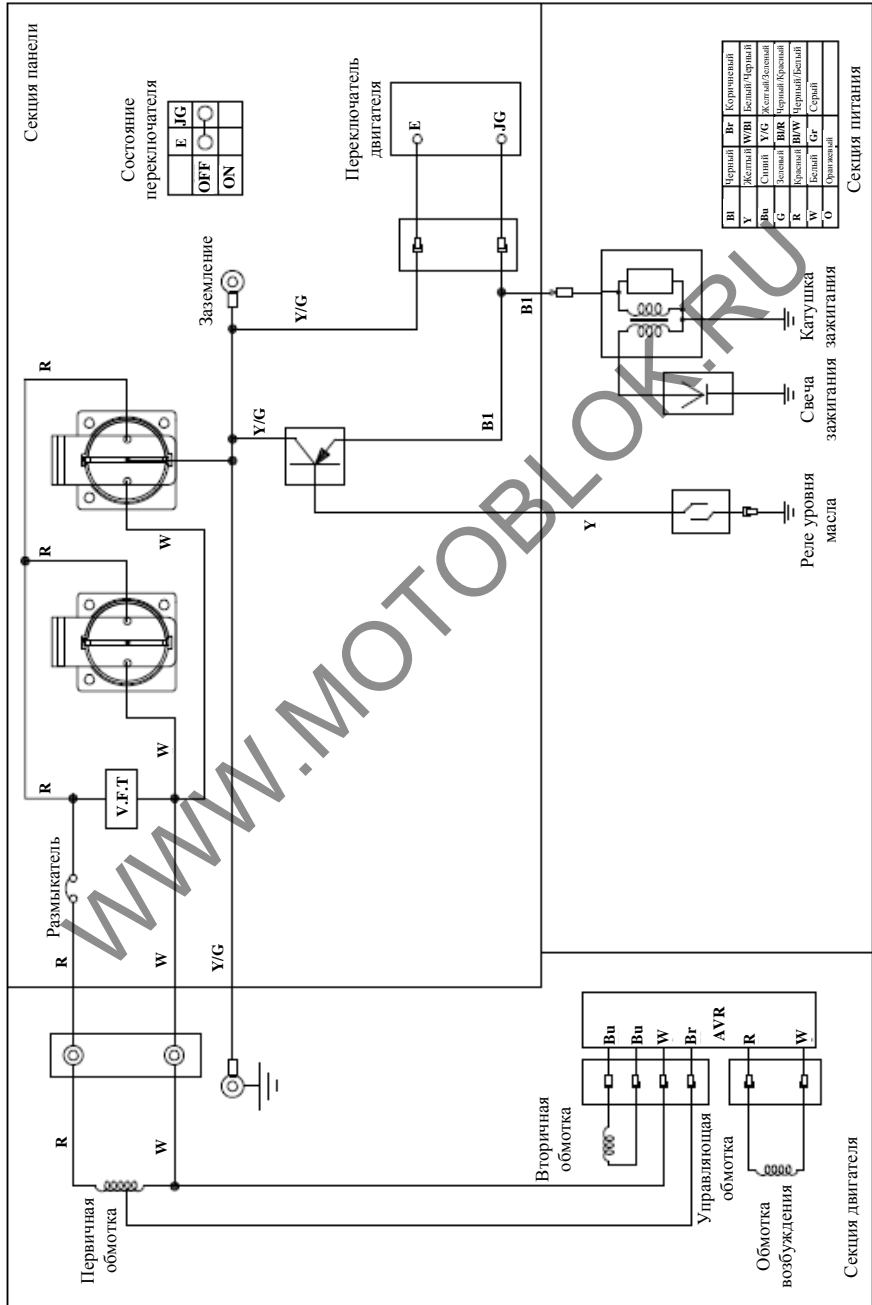 Секция панели
Состояние
переключателя
E JG
OFF
ON
Переключатель
двигателя
E
JG
Заземление
R
R
R
W
W
V.F.T
Размыкатель
R
W
Y/G
Y/G
Y/G
B1
B1
Y
R
W
Первичная
обмотка
Вторичная
обмотка
Управляющая
обмотка
Обмотка
возбуждения
Bu
Bu
W
Br
AVR
R
W
Секция двигателя
Реле уровня
масла
Свеча
зажигания
Катушка
зажигания
Bl Черный Br Коричневый
Y Желтый W/Bl Белый/Черный
Bu Синий Y/G Желтый/Зеленый
G Зеленый Bl/R Черный/Красный
R Красный Bl/W Черный/Белый
W Белый Gr Серый
O Оранжевый
Секция питания
WWW.MOTOBLOK.RU